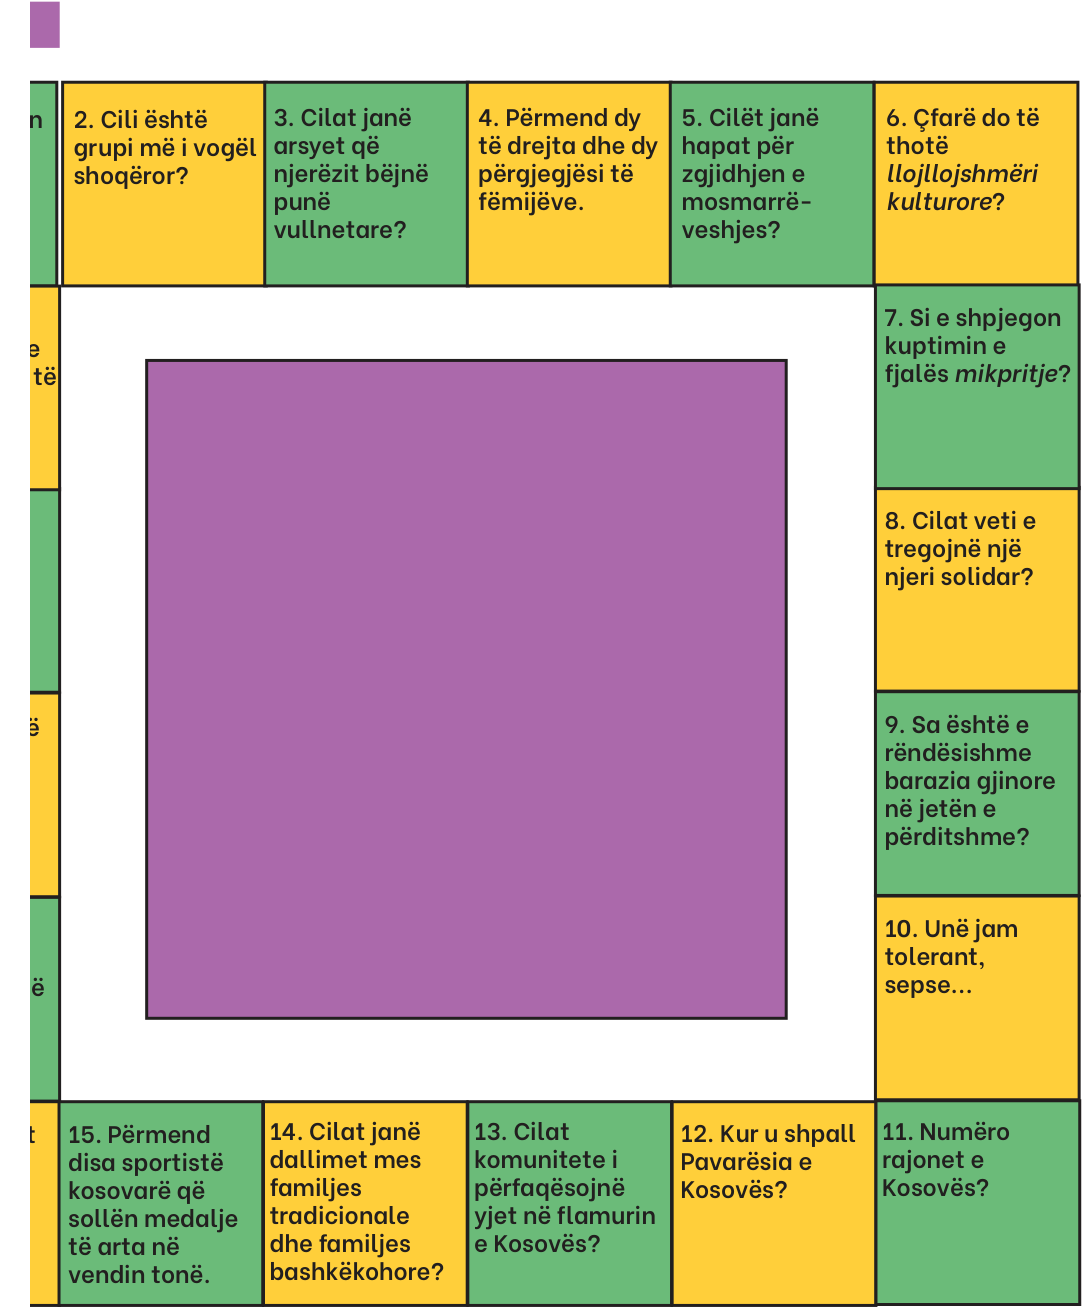 n
2. Cili është
grupi më i vogël
shoqëror?
3. Cilat janë
arsyet që
njerëzit bëjnë
punë
vullnetare?
4. Përmend dy
të drejta dhe dy
përgjegjësi të
fëmijëve.
5. Cilët janë
hapat për
zgjidhjen e
mosmarrë-
veshjes?
6. Çfarë do të
thotë
llojllojshmëri
kulturore?
7. Si e shpjegon
kuptimin e
fjalës mikpritje?
8. Cilat veti e
tregojnë një
njeri solidar?
9. Sa është e
rëndësishme
barazia gjinore
në jetën e
përditshme?
10. Unë jam
tolerant,
sepse...
11. Numëro
rajonet e
Kosovës?
12. Kur u shpall
Pavarësia e
Kosovës?
13. Cilat
komunitete i
përfaqësojnë
yjet në flamurin
e Kosovës?
14. Cilat janë
dallimet mes
familjes
tradicionale
dhe familjes
bashkëkohore?
15. Përmend
disa sportistë
kosovarë që
sollën medalje
të arta në
vendin tonë.
t
ë
ë
e
të